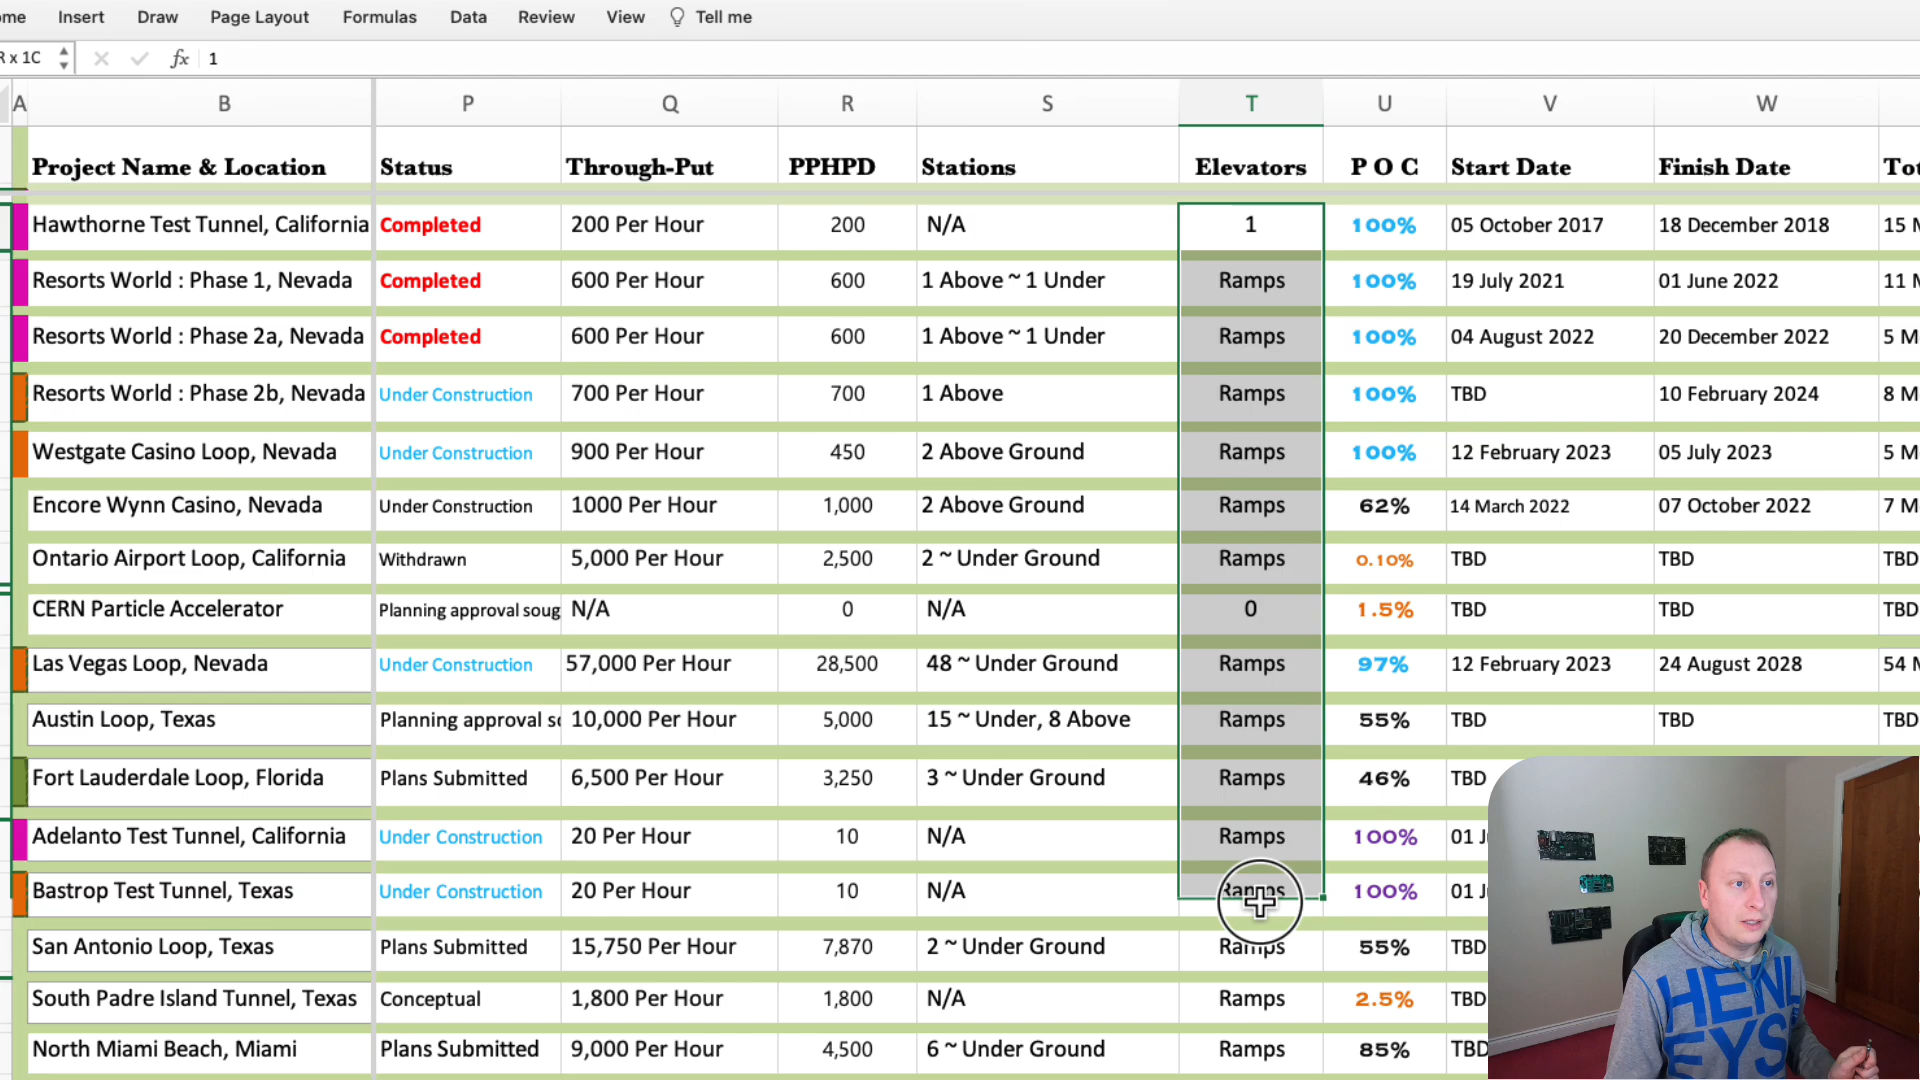 ome Insert Draw Page Layout Formulas Data Review View Tell me
R x 1C fx 1
A B P Q R S T U V W
Project Name & Location Status Through-Put PPHPD Stations Elevators P O C Start Date Finish Date Tot
Hawthorne Test Tunnel, California Completed 200 Per Hour 200 N/A 1 100% 05 October 2017 18 December 2018 15 M
Resorts World : Phase 1, Nevada Completed 600 Per Hour 600 1 Above ~ 1 Under Ramps 100% 19 July 2021 01 June 2022 11 M
Resorts World : Phase 2a, Nevada Completed 600 Per Hour 600 1 Above ~ 1 Under Ramps 100% 04 August 2022 20 December 2022 5 M
Resorts World : Phase 2b, Nevada Under Construction 700 Per Hour 700 1 Above Ramps 100% TBD 10 February 2024 8 M
Westgate Casino Loop, Nevada Under Construction 900 Per Hour 450 2 Above Ground Ramps 100% 12 February 2023 05 July 2023 5 M
Encore Wynn Casino, Nevada Under Construction 1000 Per Hour 1,000 2 Above Ground Ramps 62% 14 March 2022 07 October 2022 7 M
Ontario Airport Loop, California Withdrawn 5,000 Per Hour 2,500 2 ~ Under Ground Ramps 0.10% TBD TBD TBD
CERN Particle Accelerator Planning approval soug N/A 0 N/A 0 1.5% TBD TBD TBD
Las Vegas Loop, Nevada Under Construction 57,000 Per Hour 28,500 48 ~ Under Ground Ramps 97% 12 February 2023 24 August 2028 54 M
Austin Loop, Texas Planning approval so 10,000 Per Hour 5,000 15 ~ Under, 8 Above Ramps 55% TBD TBD TBD
Fort Lauderdale Loop, Florida Plans Submitted 6,500 Per Hour 3,250 3 ~ Under Ground Ramps 46% TBD
Adelanto Test Tunnel, California Under Construction 20 Per Hour 10 N/A Ramps 100% 01 J
Bastrop Test Tunnel, Texas Under Construction 20 Per Hour 10 N/A Ramps 100% 01 J
San Antonio Loop, Texas Plans Submitted 15,750 Per Hour 7,870 2 ~ Under Ground Ramps 55% TBD
South Padre Island Tunnel, Texas Conceptual 1,800 Per Hour 1,800 N/A Ramps 2.5% TBD
North Miami Beach, Miami Plans Submitted 9,000 Per Hour 4,500 6 ~ Under Ground Ramps 85% TBD
HENL
EYS